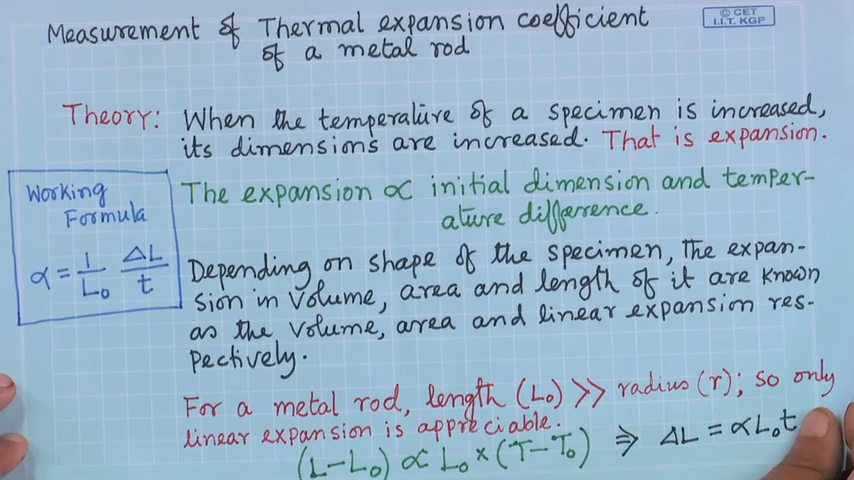 Measurement of Thermal expansion coefficient
of a metal rod
© CET
I.I.T. KGP
Theory: When the temperature of a specimen is increased,
its dimensions are increased. That is expansion.
Working
Formula
α = 1/L₀ ΔL/t
The expansion ∝ initial dimension and temper-
ature difference.
Depending on shape of the specimen, the expan-
sion in volume, area and length of it are known
as the volume, area and linear expansion res-
pectively.
For a metal rod, length (L₀) >> radius (r); so only
linear expansion is appreciable.
(L-L₀) ∝ L₀ × (T-T₀) ⇒ ΔL = αL₀t